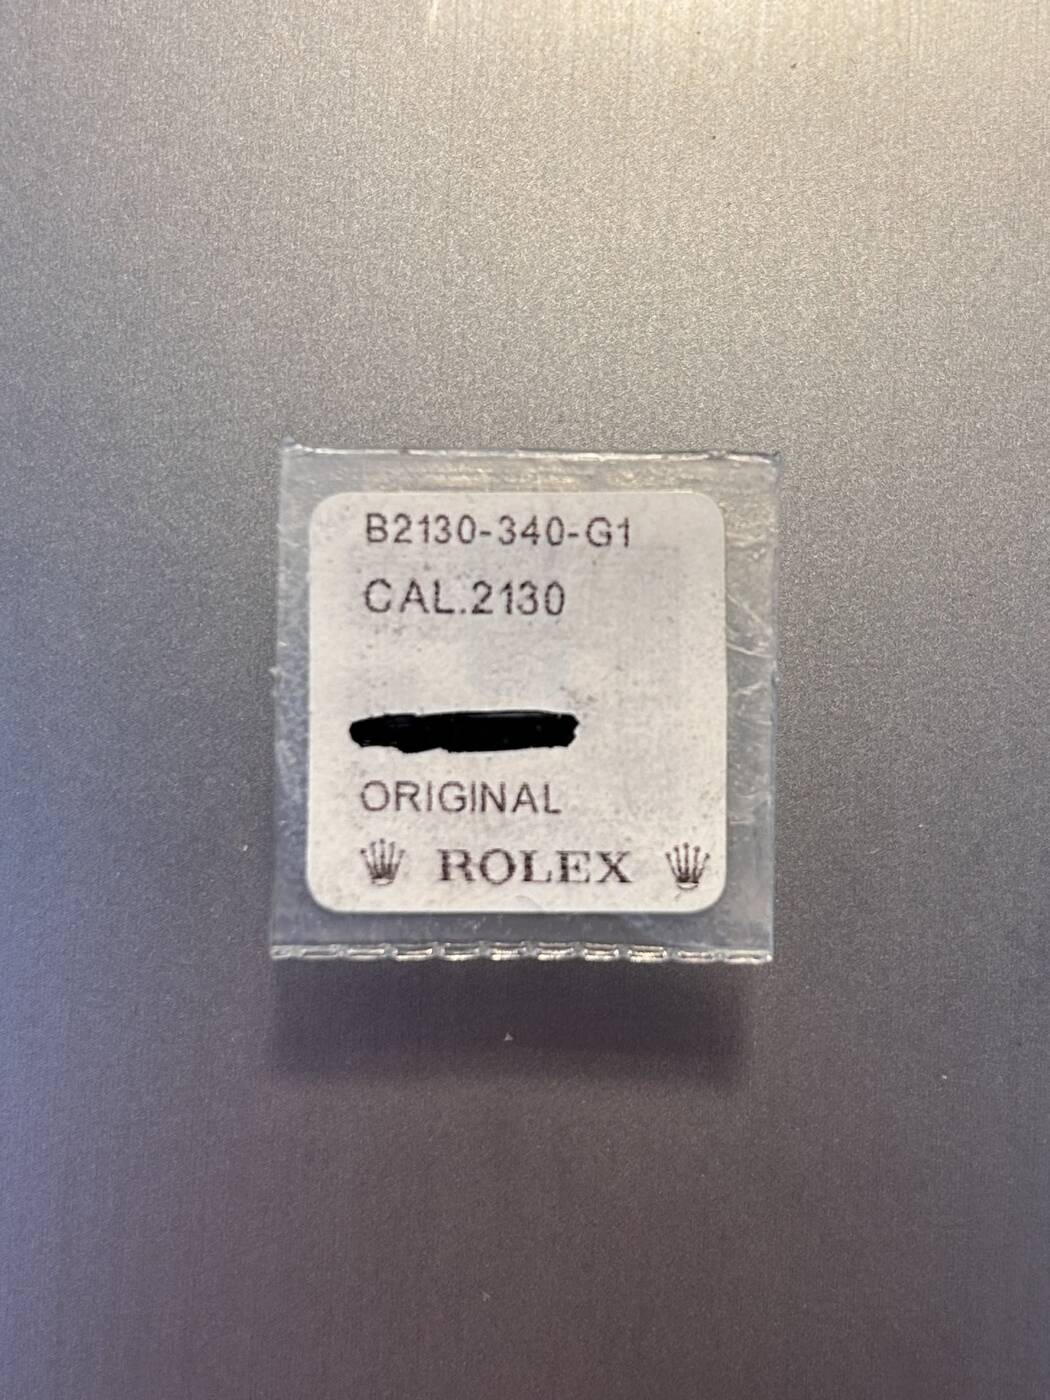 B2130-340-G1
CAL.2130
ORIGINAL
ROLEX